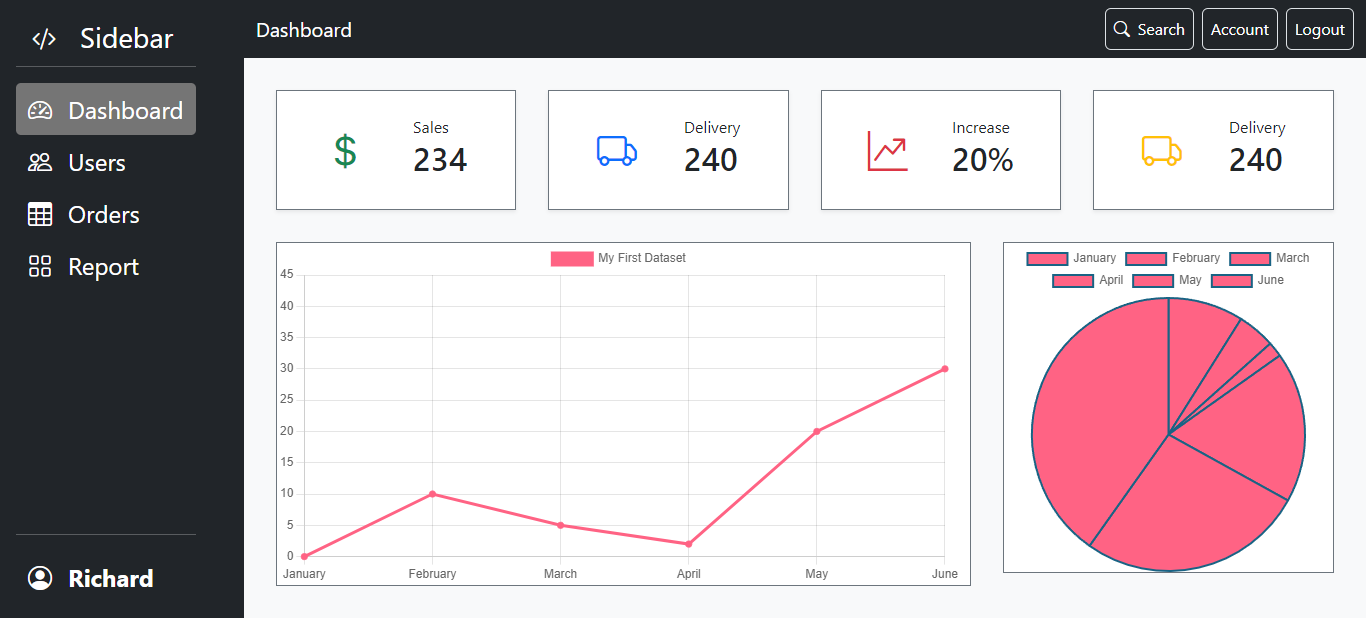 Sidebar
Dashboard
Users
Orders
Report
Richard
Dashboard
Search
Account
Logout
$
Sales
234
Delivery
240
Increase
20%
Delivery
240
My First Dataset
45
40
35
30
25
20
15
10
5
0
January February March April May June
January February March
April May June